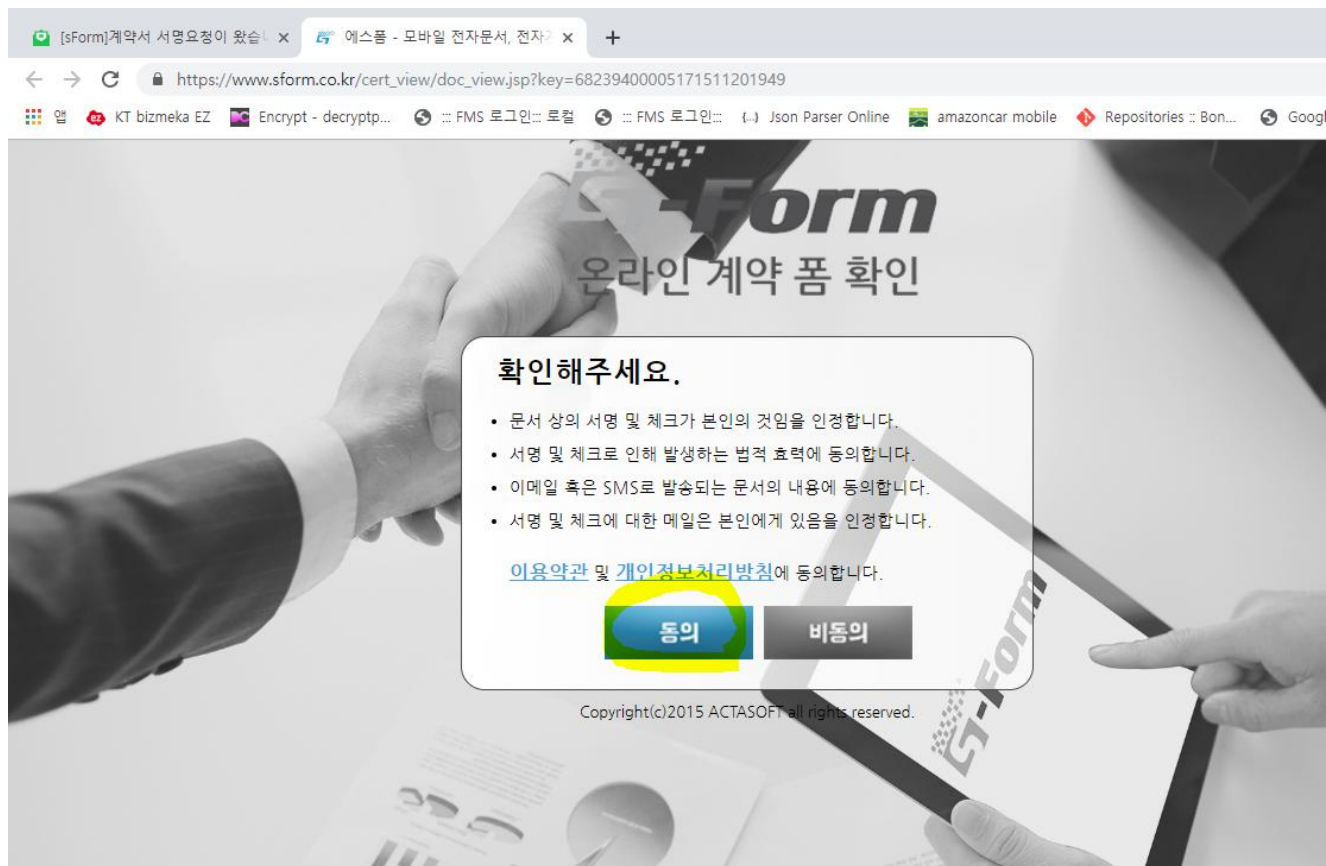 [sForm]계약서 서명요청이 왔습
에스폼 - 모바일 전자문서, 전자
https://www.sform.co.kr/cert_view/doc_view.jsp?key=68239400005171511201949
앱 KT bizmeka EZ Encrypt - decryptp... ::: FMS 로그인::: 로컬 ::: FMS 로그인::: Json Parser Online amazoncar mobile Repositories :: Bon... Googl
S-Form
온라인 계약 폼 확인
확인해주세요.
• 문서 상의 서명 및 체크가 본인의 것임을 인정합니다.
• 서명 및 체크로 인해 발생하는 법적 효력에 동의합니다.
• 이메일 혹은 SMS로 발송되는 문서의 내용에 동의합니다.
• 서명 및 체크에 대한 메일은 본인에게 있음을 인정합니다.
이용약관 및 개인정보처리방침에 동의합니다.
동의 비동의
S-Form
Copyright(c)2015 ACTASOFT all rights reserved.